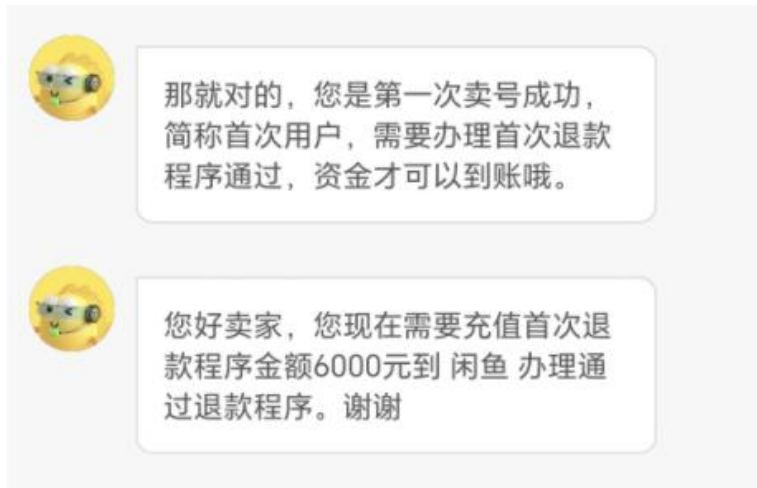 那就对的，您是第一次卖号成功，
简称首次用户，需要办理首次退款
程序通过，资金才可以到账哦。
您好卖家，您现在需要充值首次退
款程序金额6000元到 闲鱼 办理通
过退款程序。谢谢